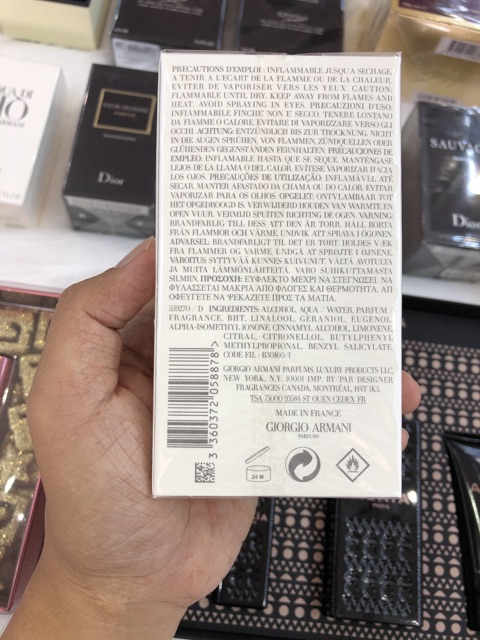 PRECAUTIONS D'EMPLOI : INFLAMMABLE JUSQU'A SECHAGE,
A TENIR A L'ECART DE LA FLAMME OU DE LA CHALEUR.
EVITER DE VAPORISER VERS LES YEUX. CAUTION:
FLAMMABLE UNTIL DRY. KEEP AWAY FROM FLAMES AND
HEAT. AVOID SPRAYING IN EYES. PRECAUZIONI D'USO:
INFIAMMABILE FINCHE' NON E' SECCO. TENERE LONTANO
DA FIAMMA O CALORE. EVITARE DI VAPORIZZARE VERSO GLI
OCCHI. ACHTUNG: ENTZÜNDLICH BIS ZUR TROCKNUNG. NICHT
IN DIE AUGEN SPRÜHEN, VON FLAMMEN, ZÜNDQUELLEN ODER
GLÜHENDEN GEGENSTÄNDEN FERNHALTEN. PRECAUCIONES DE
EMPLEO: INFLAMABLE HASTA QUE SE SEQUE. MANTÉNGASE
LEJOS DE LA LLAMA O DEL CALOR. EVÍTESE VAPORIZAR HACIA
LOS OJOS. PRECAUÇÕES DE UTILIZAÇÃO: INFLAMÁVEL ATÉ
SECAR. MANTER AFASTADO DA CHAMA OU DO CALOR. EVITAR
VAPORIZAR PARA OS OLHOS. OPGELET: ONTVLAMBAAR TOT
HET OPGEDROOGD IS. VERWIJDERD HOUDEN VAN WARMTE EN
OPEN VUUR. VERMIJD SPUITEN RICHTING DE OGEN. VARNING:
BRANDFARLIG TILL DESS ATT DEN ÄR TORR. HÅLL BORTA
FRÅN FLAMMOR OCH VÄRME. UNDVIK ATT SPRAYA I ÖGONEN.
ADVARSEL: BRANDFARLIGT TIL DET ER TØRT. HOLDES VÆK
FRA FLAMMER OG VARME. UNDGÅ AT SPRØJTE I ØJNENE.
VAROITUS: SYTTYVÄÄ KUNNES KUIVUNUT. VÄLTÄ AVOTULTA
JA MUITA LÄMMÖNLÄHTEITÄ. VARO SUIHKUTTAMASTA
SILMIIN. ΠΡΟΣΟΧΗ: ΕΥΦΛΕΚΤΟ ΜΕΧΡΙ ΝΑ ΣΤΕΓΝΩΣΕΙ. ΝΑ
ΦΥΛΑΣΣΕΤΑΙ ΜΑΚΡΙΑ ΑΠΟ ΦΛΟΓΕΣ ΚΑΙ ΘΕΡΜΟΤΗΤΑ. ΑΠ
ΟΦΕΥΓΕΤΕ ΝΑ ΨΕΚΑΖΕΤΕ ΠΡΟΣ ΤΑ ΜΑΤΙΑ.
559270/ D INGREDIENTS: ALCOHOL, AQUA / WATER, PARFUM /
FRAGRANCE, BHT, LINALOOL, GERANIOL, EUGENOL,
ALPHA-ISOMETHYL IONONE, CINNAMYL ALCOHOL, LIMONENE,
CITRAL, CITRONELLOL, BUTYLPHENYL
METHYLPROPIONAL, BENZYL SALICYLATE.
CODE FIL : B30160/1
GIORGIO ARMANI PARFUMS, LUXURY PRODUCTS LLC,
NEW YORK, N.Y. 10001 IMP. BY/PAR DESIGNER
FRAGRANCES CANADA, MONTRÉAL, H4T 1K5.
TSA 75000 93584 ST OUEN CEDEX FR
MADE IN FRANCE
GIORGIO ARMANI
PARFUMS
3 360372 058878 >
24 M
Dior
SAUVAG
Dior